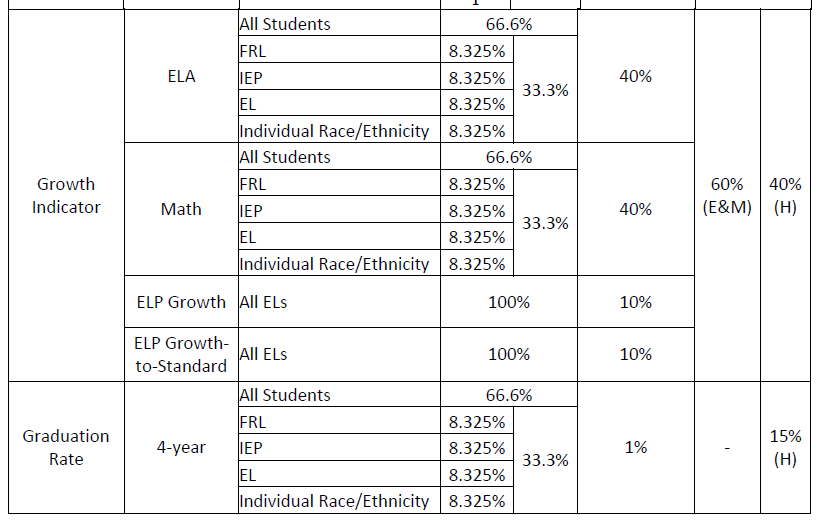 All Students 66.6%
FRL 8.325%
IEP 8.325%
ELA 33.3% 40%
EL 8.325%
Individual Race/Ethnicity 8.325%
All Students 66.6%
Growth
Indicator
FRL 8.325%
60%
(E&M)
40%
(H)
Math
IEP 8.325%
33.3% 40%
EL 8.325%
Individual Race/Ethnicity 8.325%
ELP Growth All ELs 100% 10%
ELP Growth-
to-Standard
All ELs 100% 10%
All Students 66.6%
Graduation
Rate
FRL 8.325%
4-year
IEP 8.325%
33.3% 1% -
15%
(H)
EL 8.325%
Individual Race/Ethnicity 8.325%